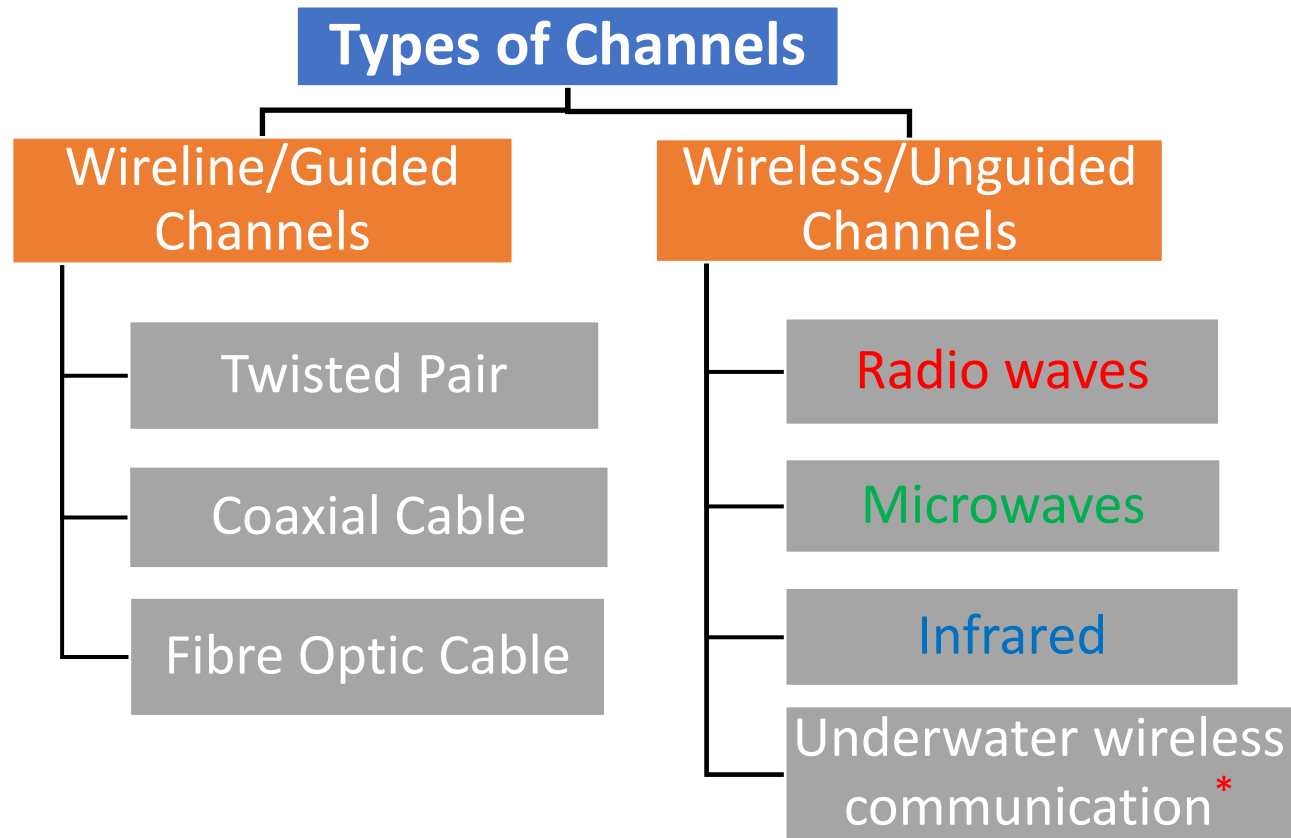 Types of Channels
Wireline/Guided
Channels
Twisted Pair
Coaxial Cable
Fibre Optic Cable
Wireless/Unguided
Channels
Radio waves
Microwaves
Infrared
Underwater wireless
communication*